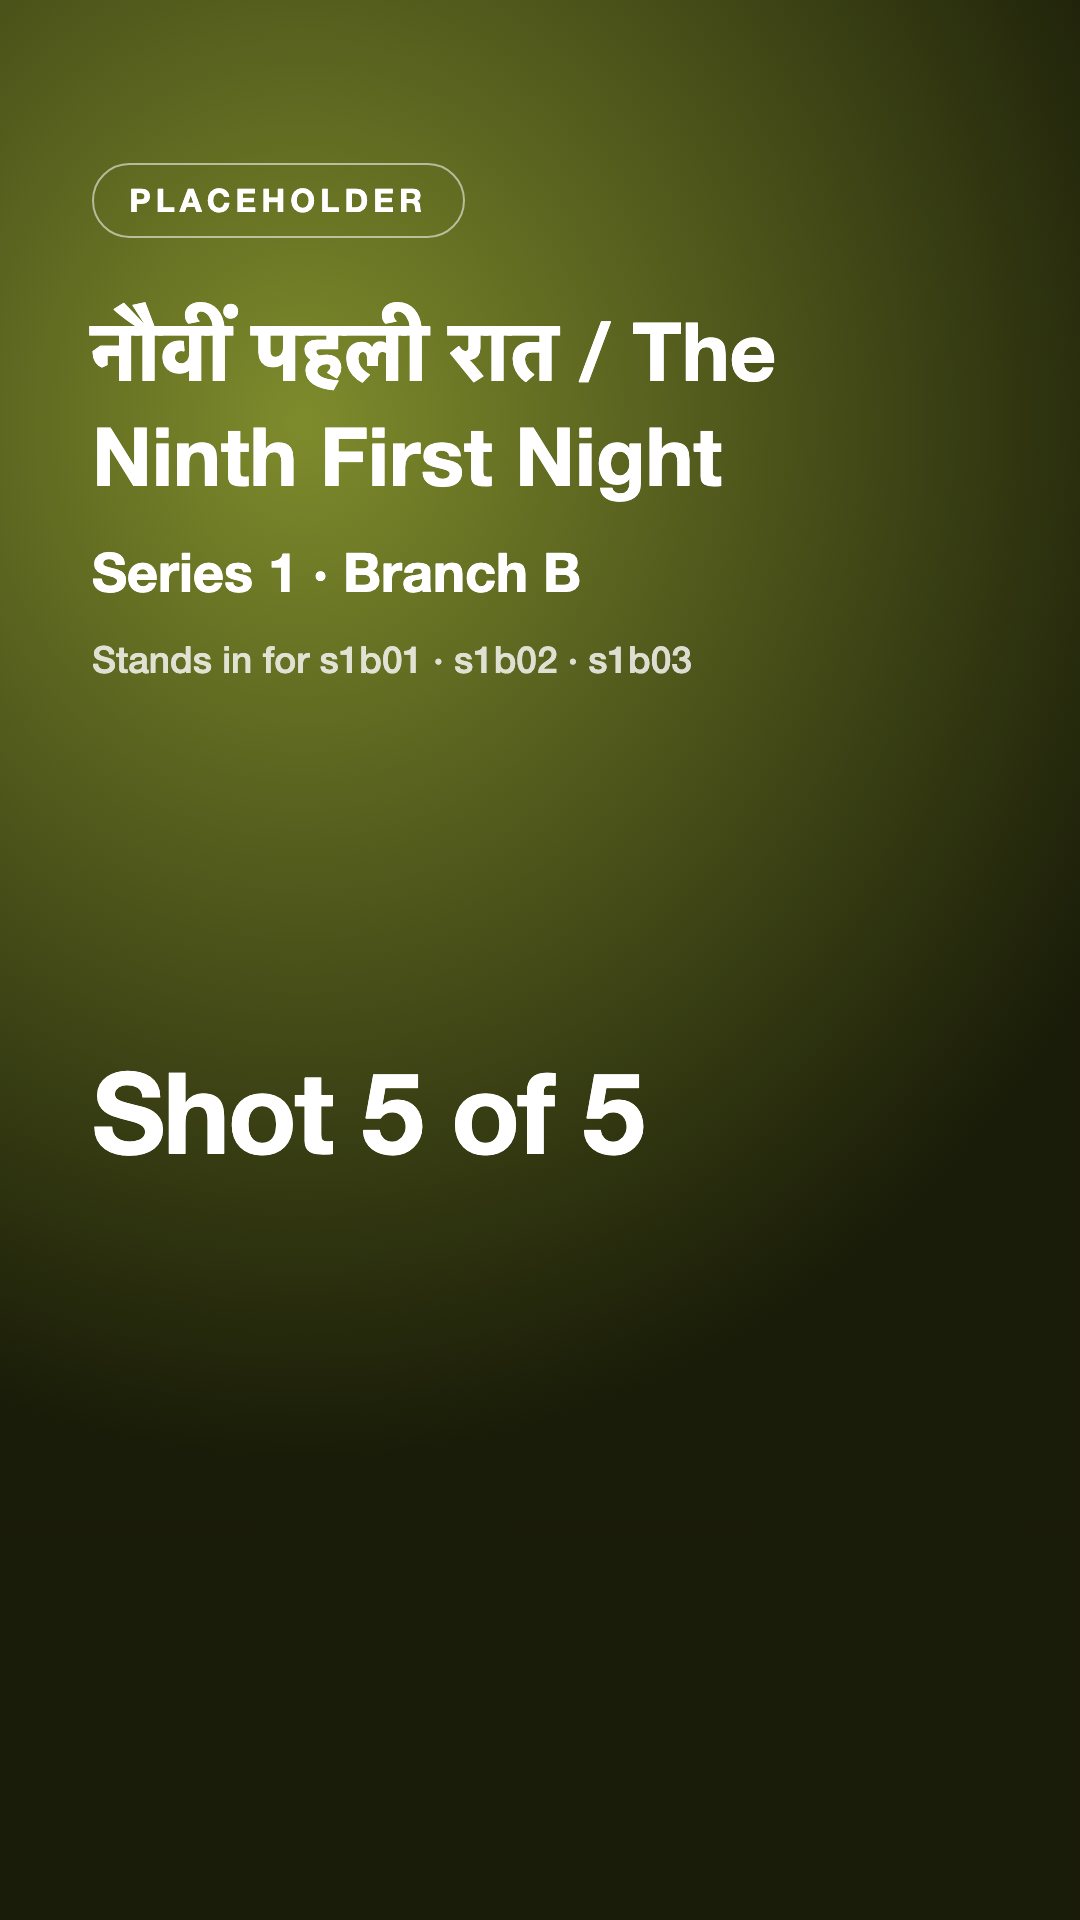 PLACEHOLDER
नौवीं पहली रात / The
Ninth First Night
Series 1 · Branch B
Stands in for s1b01 · s1b02 · s1b03
Shot 5 of 5